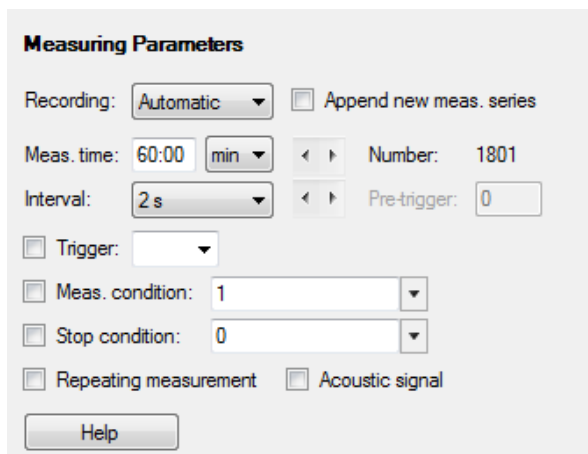 Measuring Parameters
Recording: Automatic Append new meas. series
Meas. time: 60:00 min Number: 1801
Interval: 2 s Pre-trigger: 0
Trigger:
Meas. condition: 1
Stop condition: 0
Repeating measurement Acoustic signal
Help